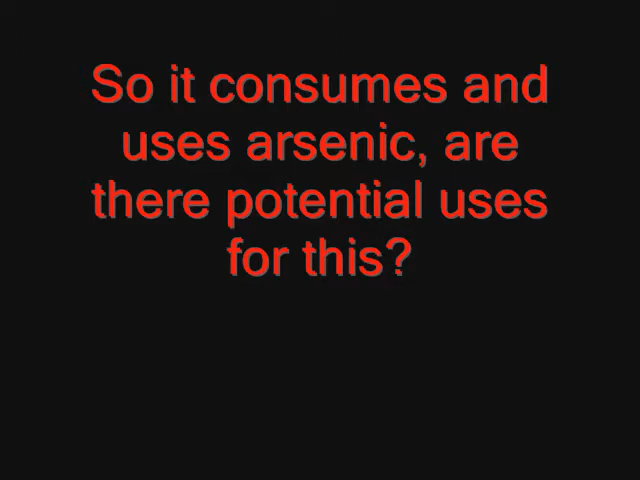 So it consumes and
uses arsenic, are
there potential uses
for this?